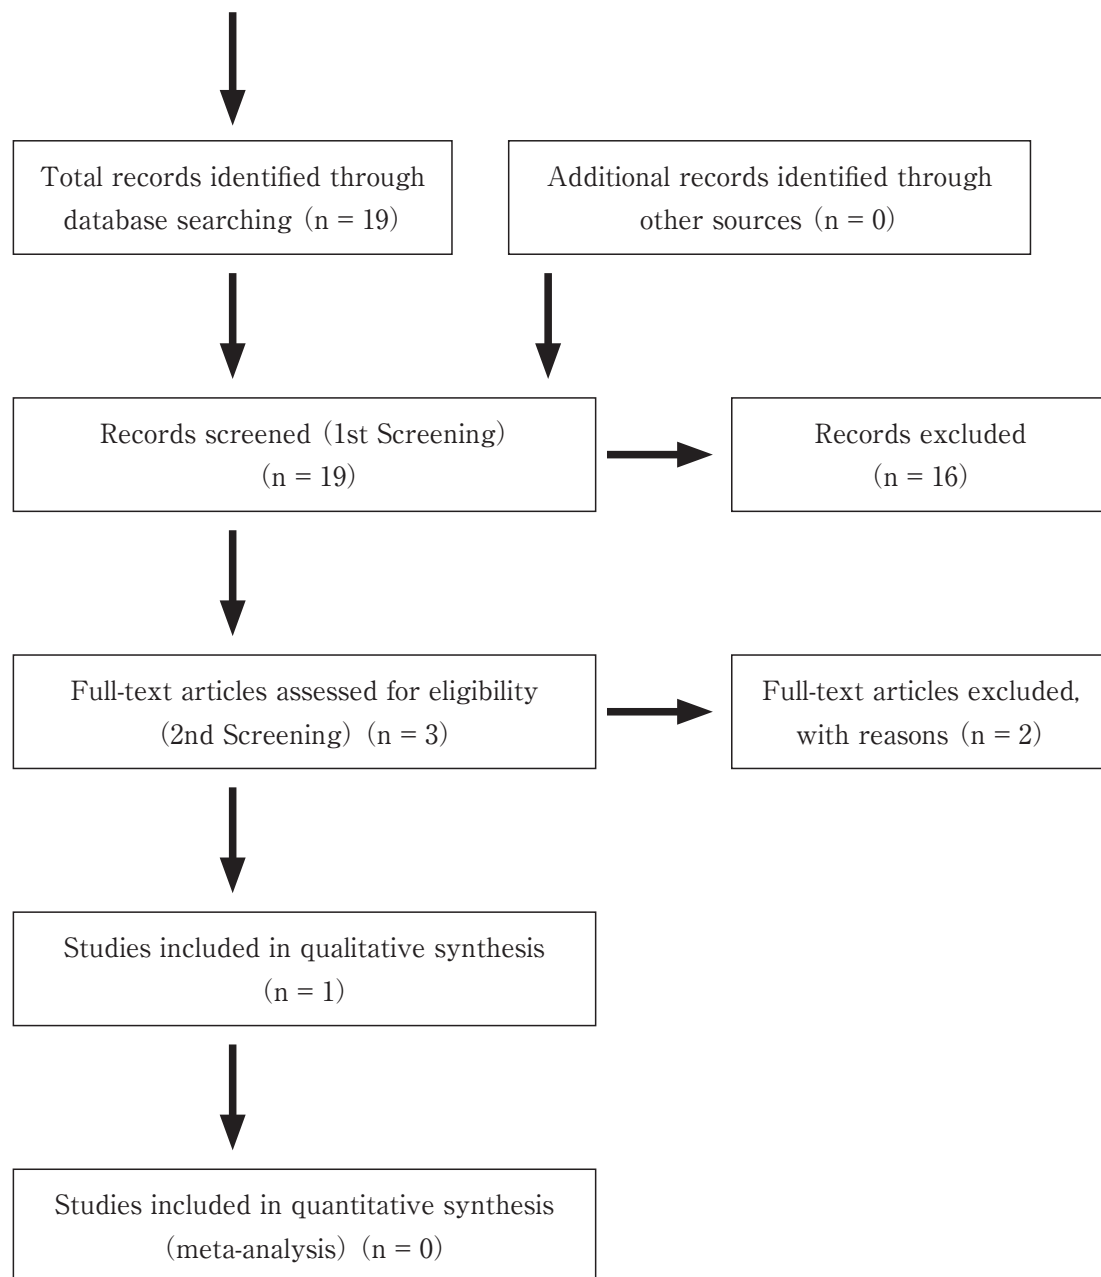 Total records identified through
database searching (n = 19)
Additional records identified through
other sources (n = 0)
Records screened (1st Screening)
(n = 19)
Records excluded
(n = 16)
Full-text articles assessed for eligibility
(2nd Screening) (n = 3)
Full-text articles excluded,
with reasons (n = 2)
Studies included in qualitative synthesis
(n = 1)
Studies included in quantitative synthesis
(meta-analysis) (n = 0)